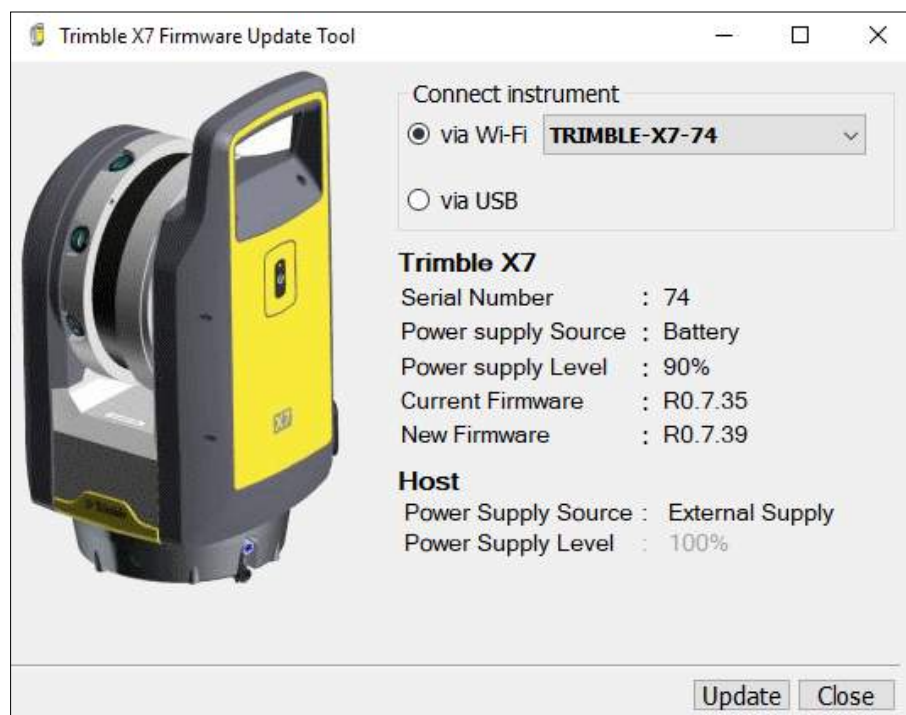 Trimble X7 Firmware Update Tool
Connect instrument
via Wi-Fi TRIMBLE-X7-74
via USB
Trimble X7
Serial Number : 74
Power supply Source : Battery
Power supply Level : 90%
Current Firmware : R0.7.35
New Firmware : R0.7.39
X7
Host
Power Supply Source : External Supply
Power Supply Level : 100%
Trimble
Update Close